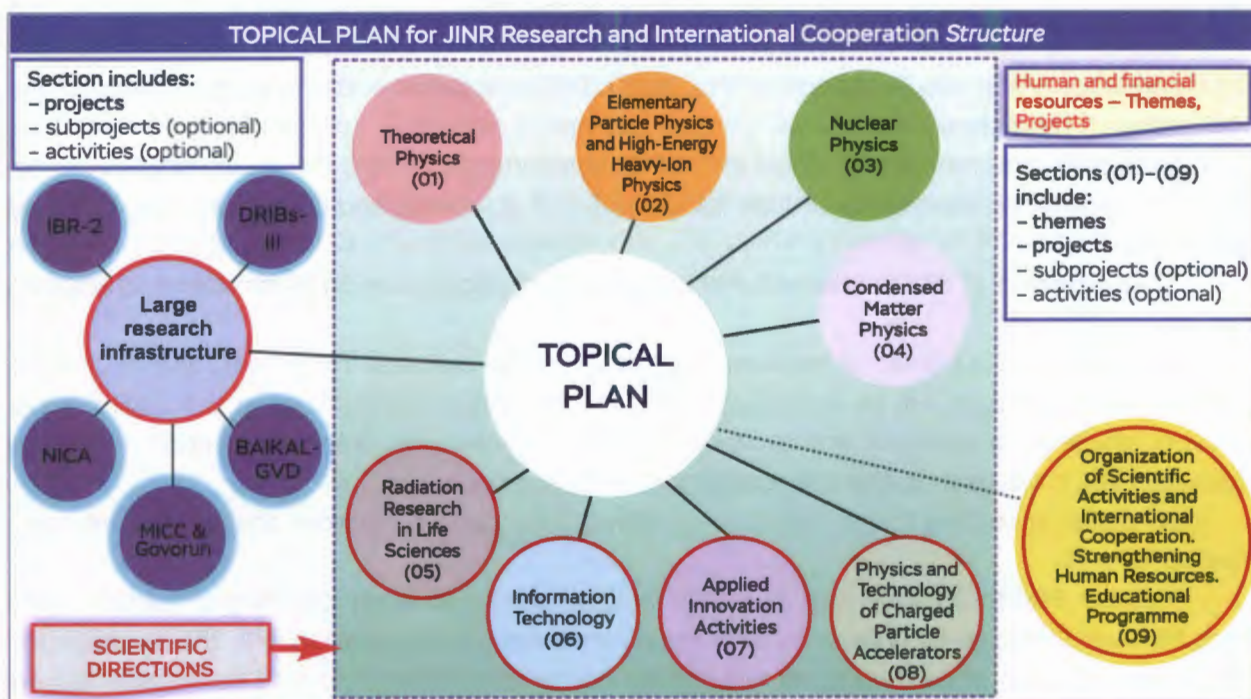 TOPICAL PLAN for JINR Research and International Cooperation Structure
Section includes:
– projects
– subprojects (optional)
– activities (optional)
IBR-2
DRIBs-
III
Large
research
infrastructure
NICA
BAIKAL-
GVD
MICC &
Govorun
SCIENTIFIC
DIRECTIONS
Theoretical
Physics
(01)
Elementary
Particle Physics
and High-Energy
Heavy-Ion
Physics
(02)
Nuclear
Physics
(03)
Condensed
Matter
Physics
(04)
TOPICAL
PLAN
Radiation
Research
in Life
Sciences
(05)
Information
Technology
(06)
Applied
Innovation
Activities
(07)
Physics and
Technology
of Charged
Particle
Accelerators
(08)
Human and financial
resources – Themes,
Projects
Sections (01)–(09)
include:
– themes
– projects
– subprojects (optional)
– activities (optional)
Organization
of Scientific
Activities and
International
Cooperation.
Strengthening
Human Resources.
Educational
Programme
(09)